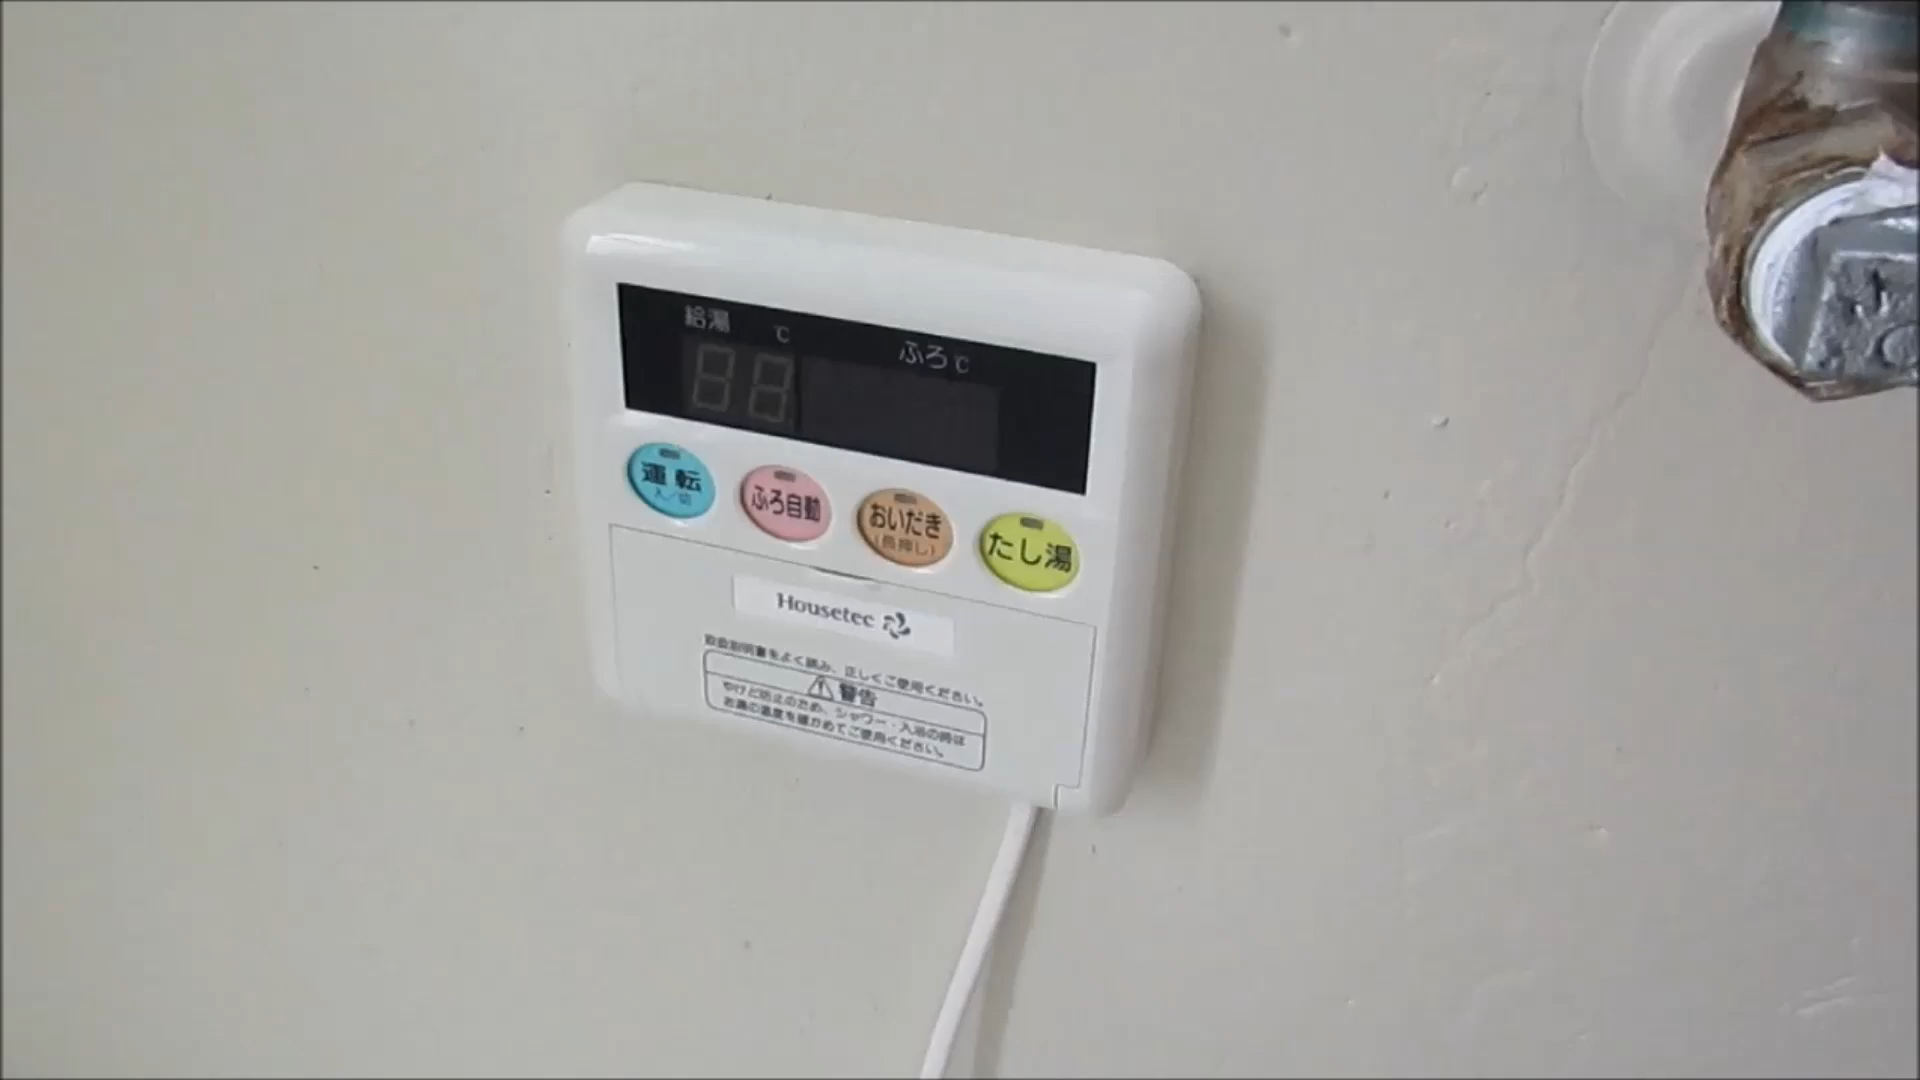 給湯 ℃
ふろ ℃
88
運転
入/切
ふろ自動
おいだき
(長押し)
たし湯
Housetec
取扱説明書をよく読み、正しくご使用ください。
警告
やけど防止のため、シャワー・入浴の時は
お湯の温度を確かめてご使用ください。